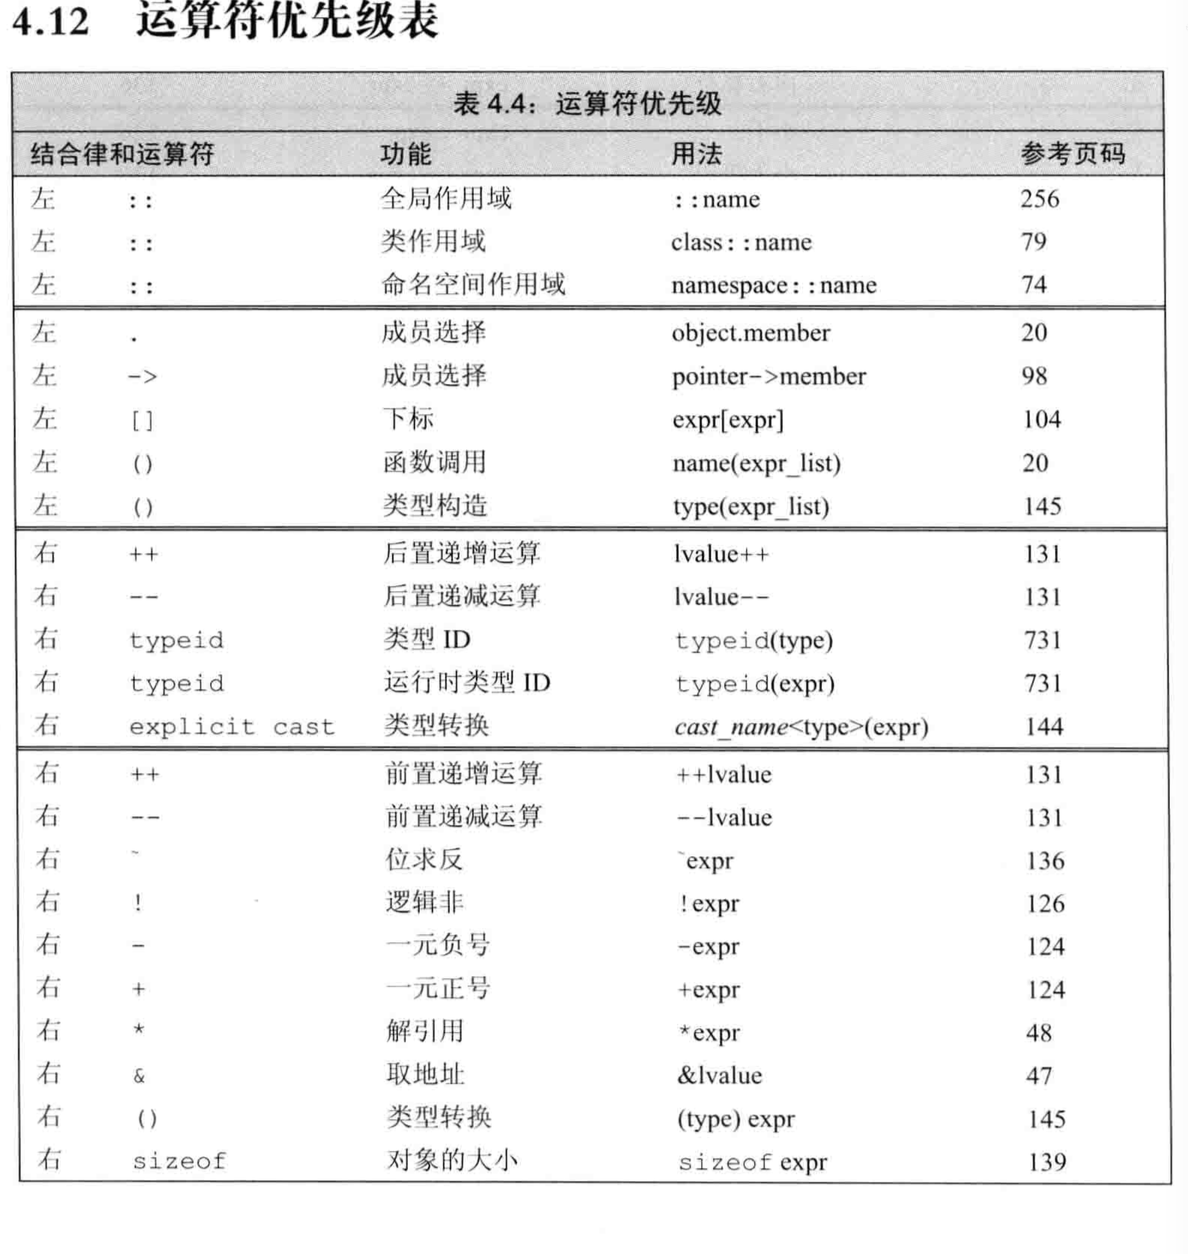 4.12 运算符优先级表
表 4.4：运算符优先级
结合律和运算符 功能 用法 参考页码
左 :: 全局作用域 ::name 256
左 :: 类作用域 class::name 79
左 :: 命名空间作用域 namespace::name 74
左 . 成员选择 object.member 20
左 -> 成员选择 pointer->member 98
左 [] 下标 expr[expr] 104
左 () 函数调用 name(expr_list) 20
左 () 类型构造 type(expr_list) 145
右 ++ 后置递增运算 lvalue++ 131
右 -- 后置递减运算 lvalue-- 131
右 typeid 类型 ID typeid(type) 731
右 typeid 运行时类型 ID typeid(expr) 731
右 explicit cast 类型转换 cast_name<type>(expr) 144
右 ++ 前置递增运算 ++lvalue 131
右 -- 前置递减运算 --lvalue 131
右 ~ 位求反 ~expr 136
右 ! 逻辑非 !expr 126
右 - 一元负号 -expr 124
右 + 一元正号 +expr 124
右 * 解引用 *expr 48
右 & 取地址 &lvalue 47
右 () 类型转换 (type) expr 145
右 sizeof 对象的大小 sizeof expr 139